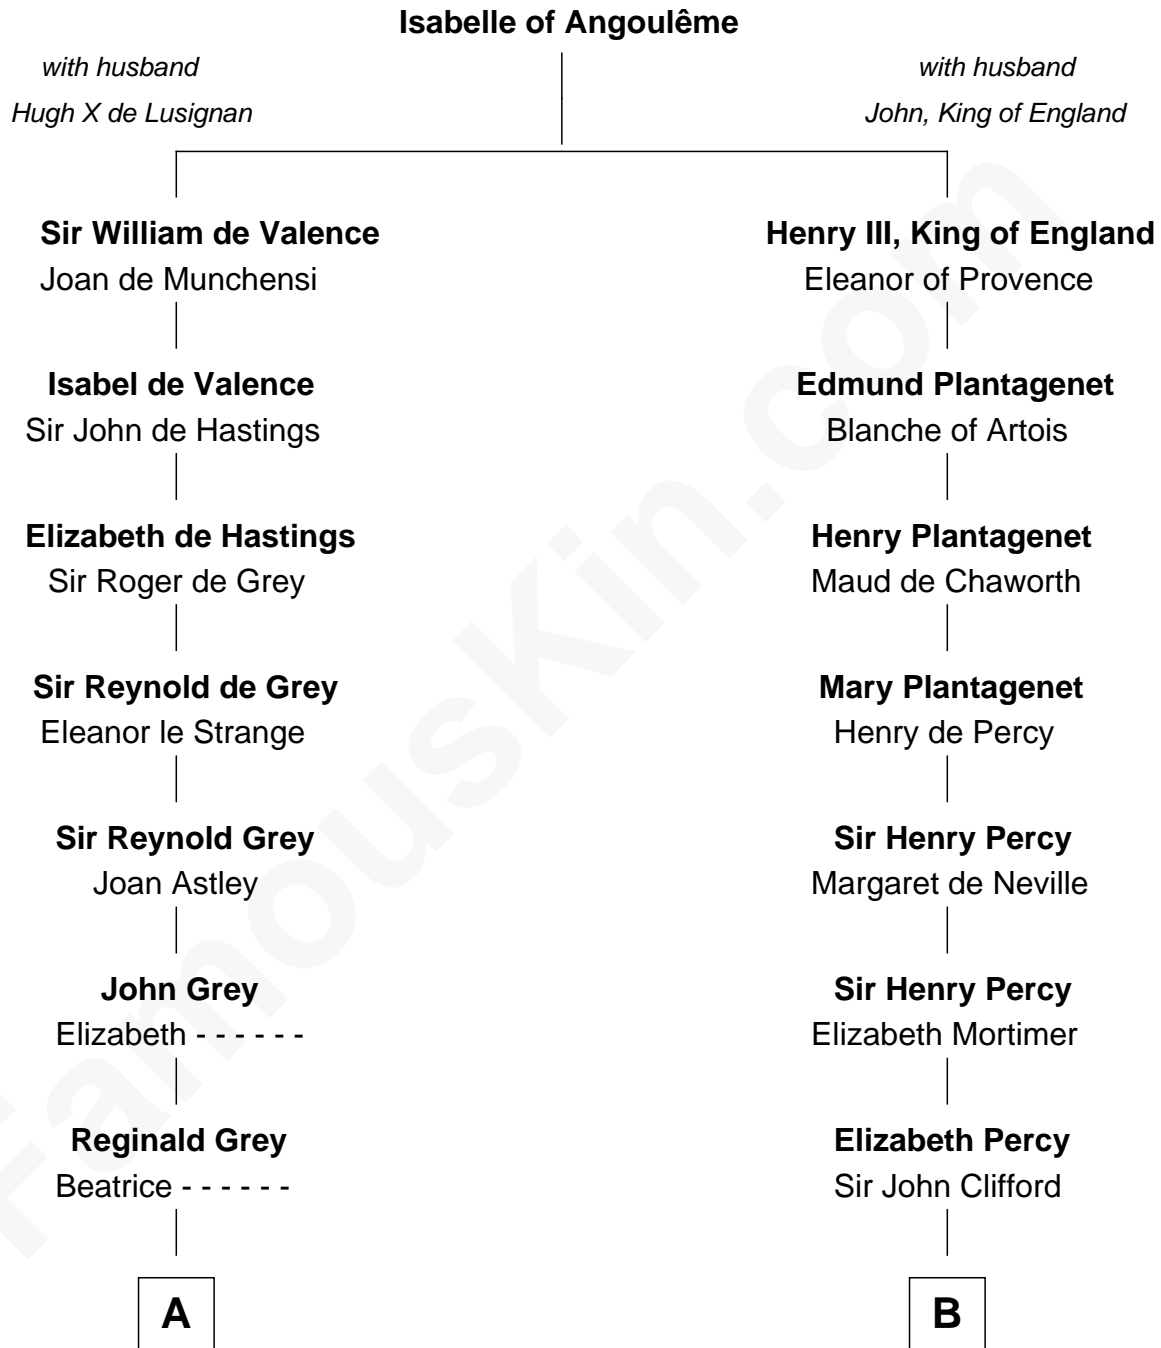 Isabelle of Angoulême
with husband
Hugh X de Lusignan
with husband
John, King of England
Sir William de Valence
Joan de Munchensi
Henry III, King of England
Eleanor of Provence
Isabel de Valence
Sir John de Hastings
Edmund Plantagenet
Blanche of Artois
Elizabeth de Hastings
Sir Roger de Grey
Henry Plantagenet
Maud de Chaworth
Sir Reynold de Grey
Eleanor le Strange
Mary Plantagenet
Henry de Percy
Sir Reynold Grey
Joan Astley
Sir Henry Percy
Margaret de Neville
John Grey
Elizabeth - - - - - -
Sir Henry Percy
Elizabeth Mortimer
Reginald Grey
Beatrice - - - - - -
Elizabeth Percy
Sir John Clifford
A
B
FamousKin.com